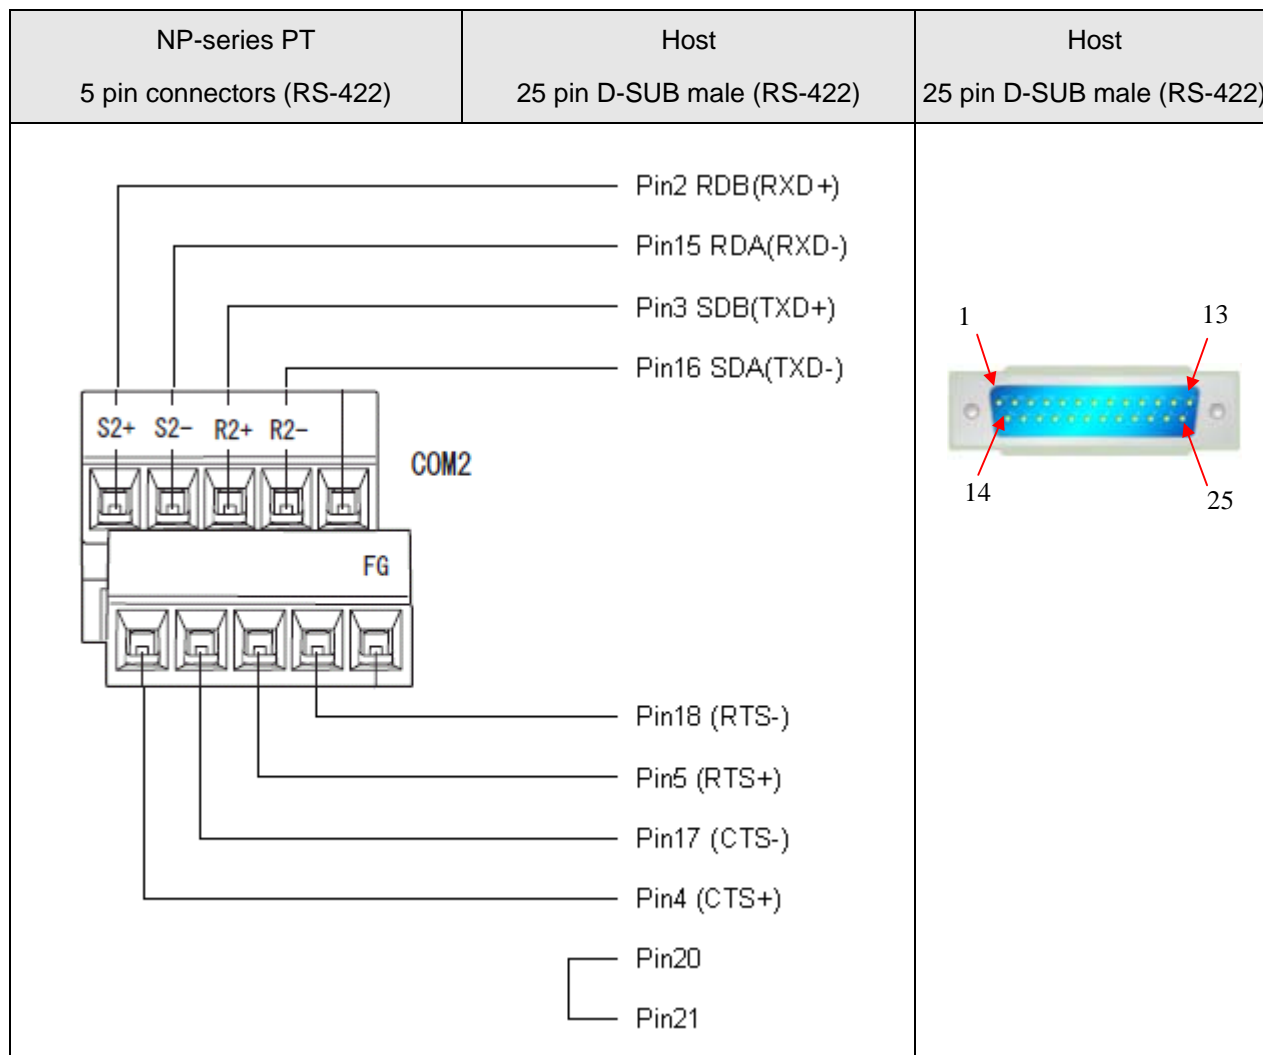 NP-series PT
5 pin connectors (RS-422)
Host
25 pin D-SUB male (RS-422)
Host
25 pin D-SUB male (RS-422)
Pin2 RDB(RXD+)
Pin15 RDA(RXD-)
Pin3 SDB(TXD+)
Pin16 SDA(TXD-)
S2+ S2- R2+ R2-
COM2
FG
Pin18 (RTS-)
Pin5 (RTS+)
Pin17 (CTS-)
Pin4 (CTS+)
Pin20
Pin21
1 13
14 25